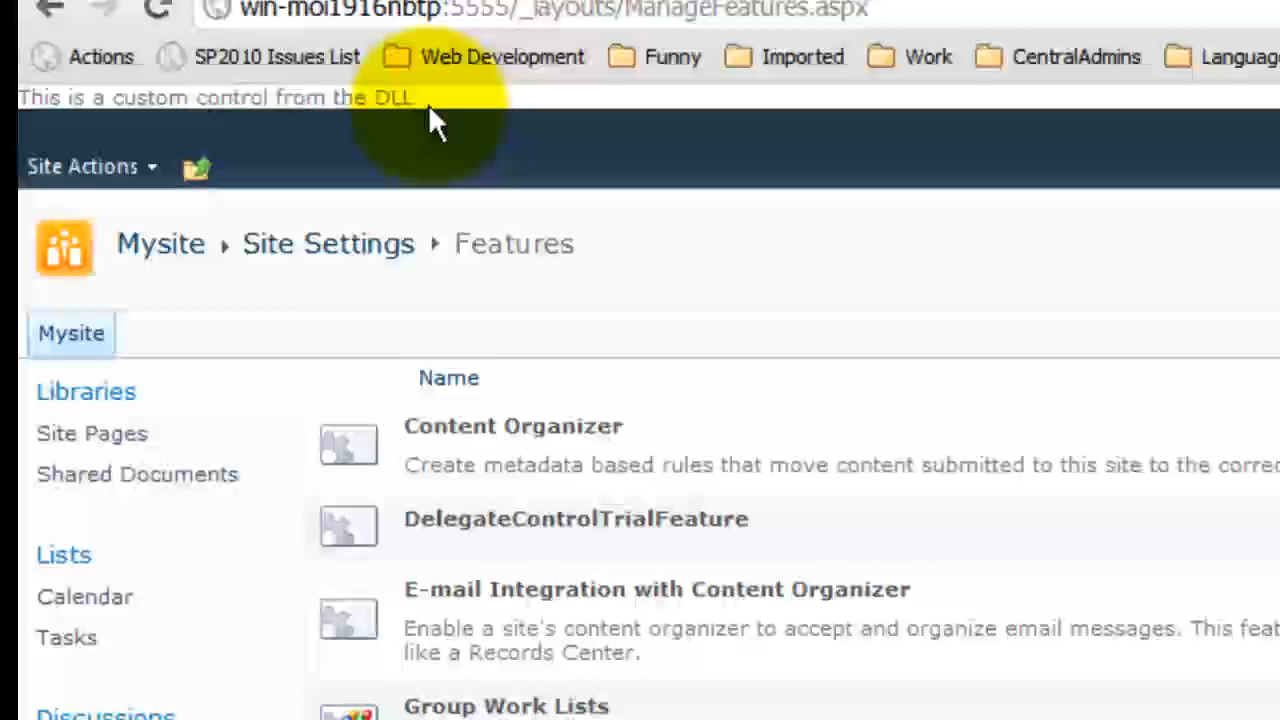 win-moi1916nbtp:5555/_layouts/ManageFeatures.aspx
Actions SP2010 Issues List Web Development Funny Imported Work CentralAdmins Languag
This is a custom control from the DLL
Site Actions
Mysite Site Settings Features
Mysite
Libraries
Site Pages
Shared Documents
Lists
Calendar
Tasks
Discussions
Name
Content Organizer
Create metadata based rules that move content submitted to this site to the correc
DelegateControlTrialFeature
E-mail Integration with Content Organizer
Enable a site's content organizer to accept and organize email messages. This feat
like a Records Center.
Group Work Lists